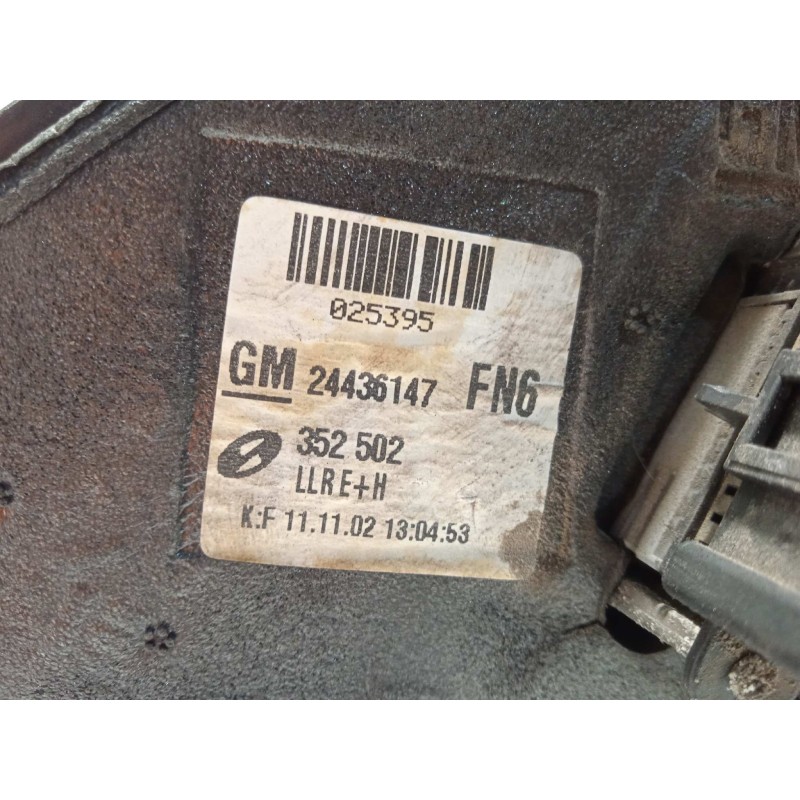 025395
GM 24436147 FN6
352 502
LLRE+H
K:F 11.11.02 13:04:53